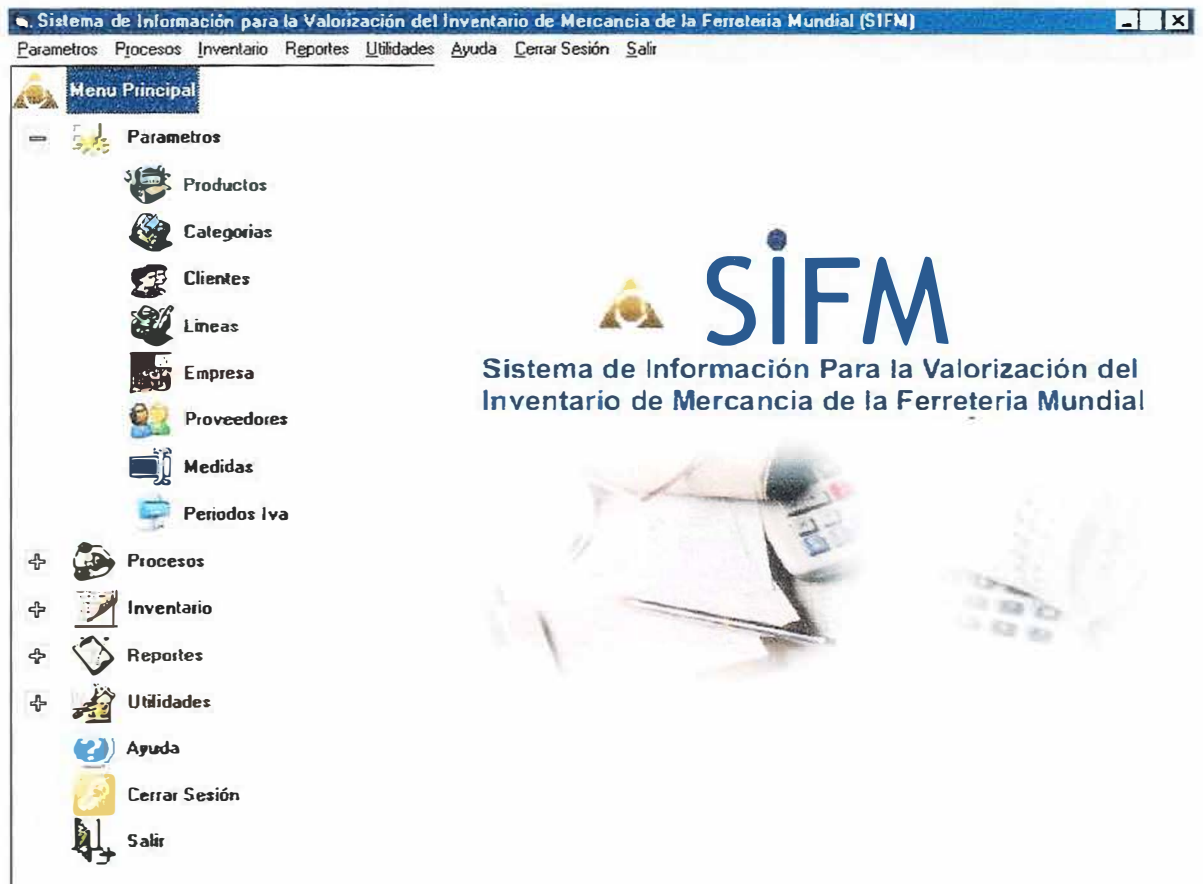 Sistema de Información para la Valorización del Inventario de Mercancia de la Ferreteria Mundial (SIFM)
Parametros Procesos Inventario Reportes Utilidades Ayuda Cerrar Sesión Salir
Menu Principal
Parametros
Productos
Categorias
Clientes
Lineas
Empresa
Proveedores
Medidas
Periodos Iva
Procesos
Inventario
Reportes
Utilidades
Ayuda
Cerrar Sesión
Salir
SIFM
Sistema de Información Para la Valorización del
Inventario de Mercancia de la Ferreteria Mundial